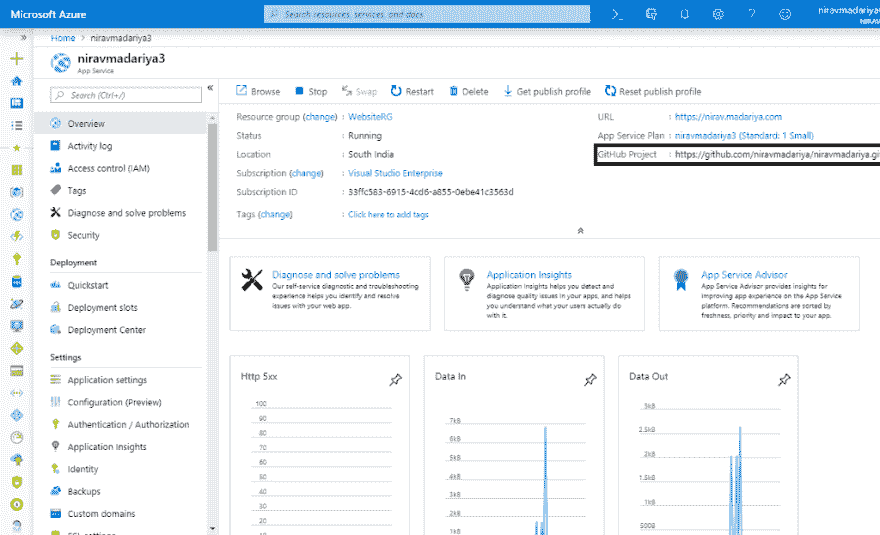 Microsoft Azure
Search resources, services, and docs
niravmadariya
Home > niravmadariya3
niravmadariya3
App Service
Search (Ctrl+/)
Browse Stop Swap Restart Delete Get publish profile Reset publish profile
Overview
Activity log
Access control (IAM)
Tags
Diagnose and solve problems
Security
Deployment
Quickstart
Deployment slots
Deployment Center
Settings
Application settings
Configuration (Preview)
Authentication / Authorization
Application Insights
Identity
Backups
Custom domains
Resource group (change) : WebsiteRG
Status : Running
Location : South India
Subscription (change) : Visual Studio Enterprise
Subscription ID : 33ffc583-6915-4cd6-a855-0ebe41c3563d
Tags (change) : Click here to add tags
URL : https://nirav.madariya.com
App Service Plan : niravmadariya3 (Standard: 1 Small)
GitHub Project : https://github.com/niravmadariya/niravmadariya.gi
Diagnose and solve problems
Our self-service diagnostic and troubleshooting
experience helps you identify and resolve
issues with your web app.
Application Insights
Application Insights helps you detect and
diagnose quality issues in your apps, and helps
you understand what your users actually do
with it.
App Service Advisor
App Service Advisor provides insights for
improving app experience on the App Service
platform. Recommendations are sorted by
freshness, priority and impact to your app.
Http 5xx
100
90
80
70
60
50
40
30
20
Data In
7kB
6kB
5kB
4kB
3kB
2kB
1kB
Data Out
3kB
2.5kB
2kB
1.5kB
1kB
500B